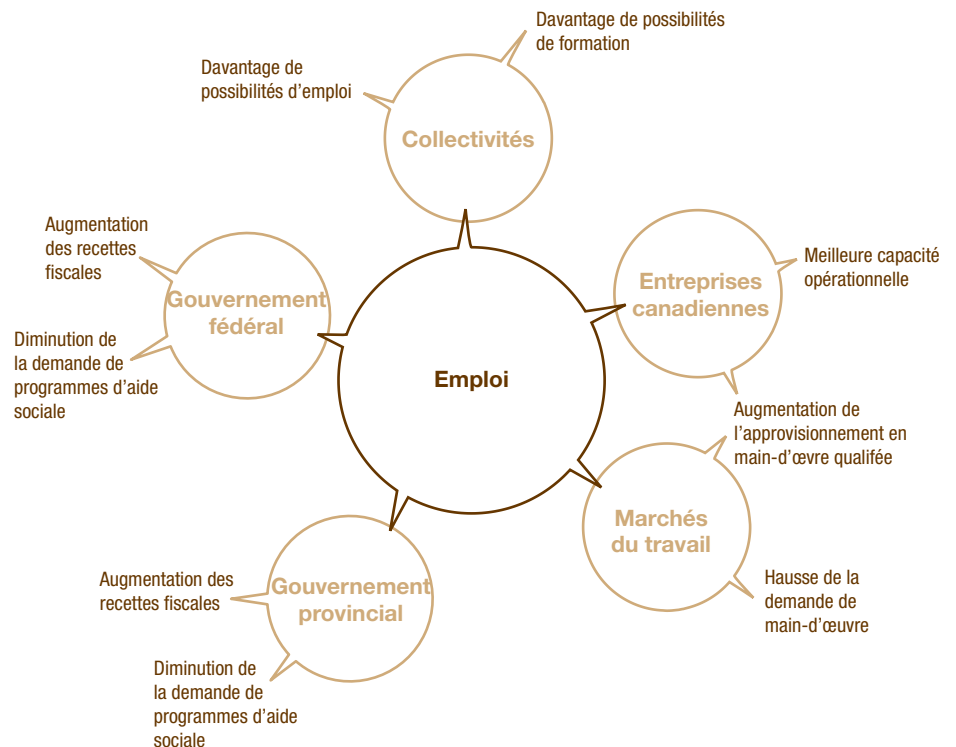 Davantage de possibilités
de formation
Davantage de
possibilités d'emploi
Collectivités
Augmentation
des recettes
fiscales
Gouvernement
fédéral
Diminution de
la demande de
programmes d'aide
sociale
Meilleure capacité
opérationnelle
Entreprises
canadiennes
Emploi
Augmentation de
l'approvisionnement en
main-d'œvre qualifée
Marchés
du travail
Hausse de la
demande de
main-d'œuvre
Gouvernement
provincial
Augmentation des
recettes fiscales
Diminution de
la demande de
programmes d'aide
sociale